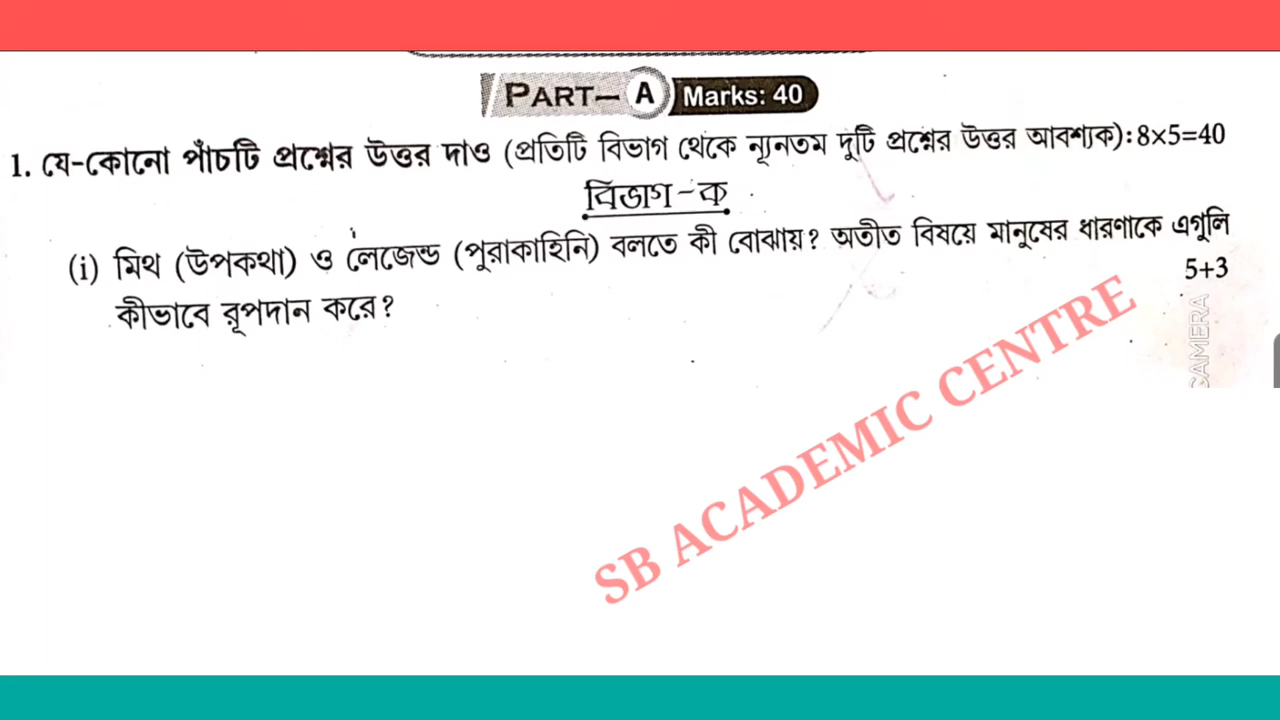 PART– A Marks: 40
1. যে-কোনো পাঁচটি প্রশ্নের উত্তর দাও (প্রতিটি বিভাগ থেকে ন্যূনতম দুটি প্রশ্নের উত্তর আবশ্যক): 8×5=40
বিভাগ - ক
(i) মিথ (উপকথা) ও লেজেন্ড (পুরাকাহিনি) বলতে কী বোঝায়? অতীত বিষয়ে মানুষের ধারণাকে এগুলি
কীভাবে রূপদান করে? 5+3
SB ACADEMIC CENTRE
CAMERA